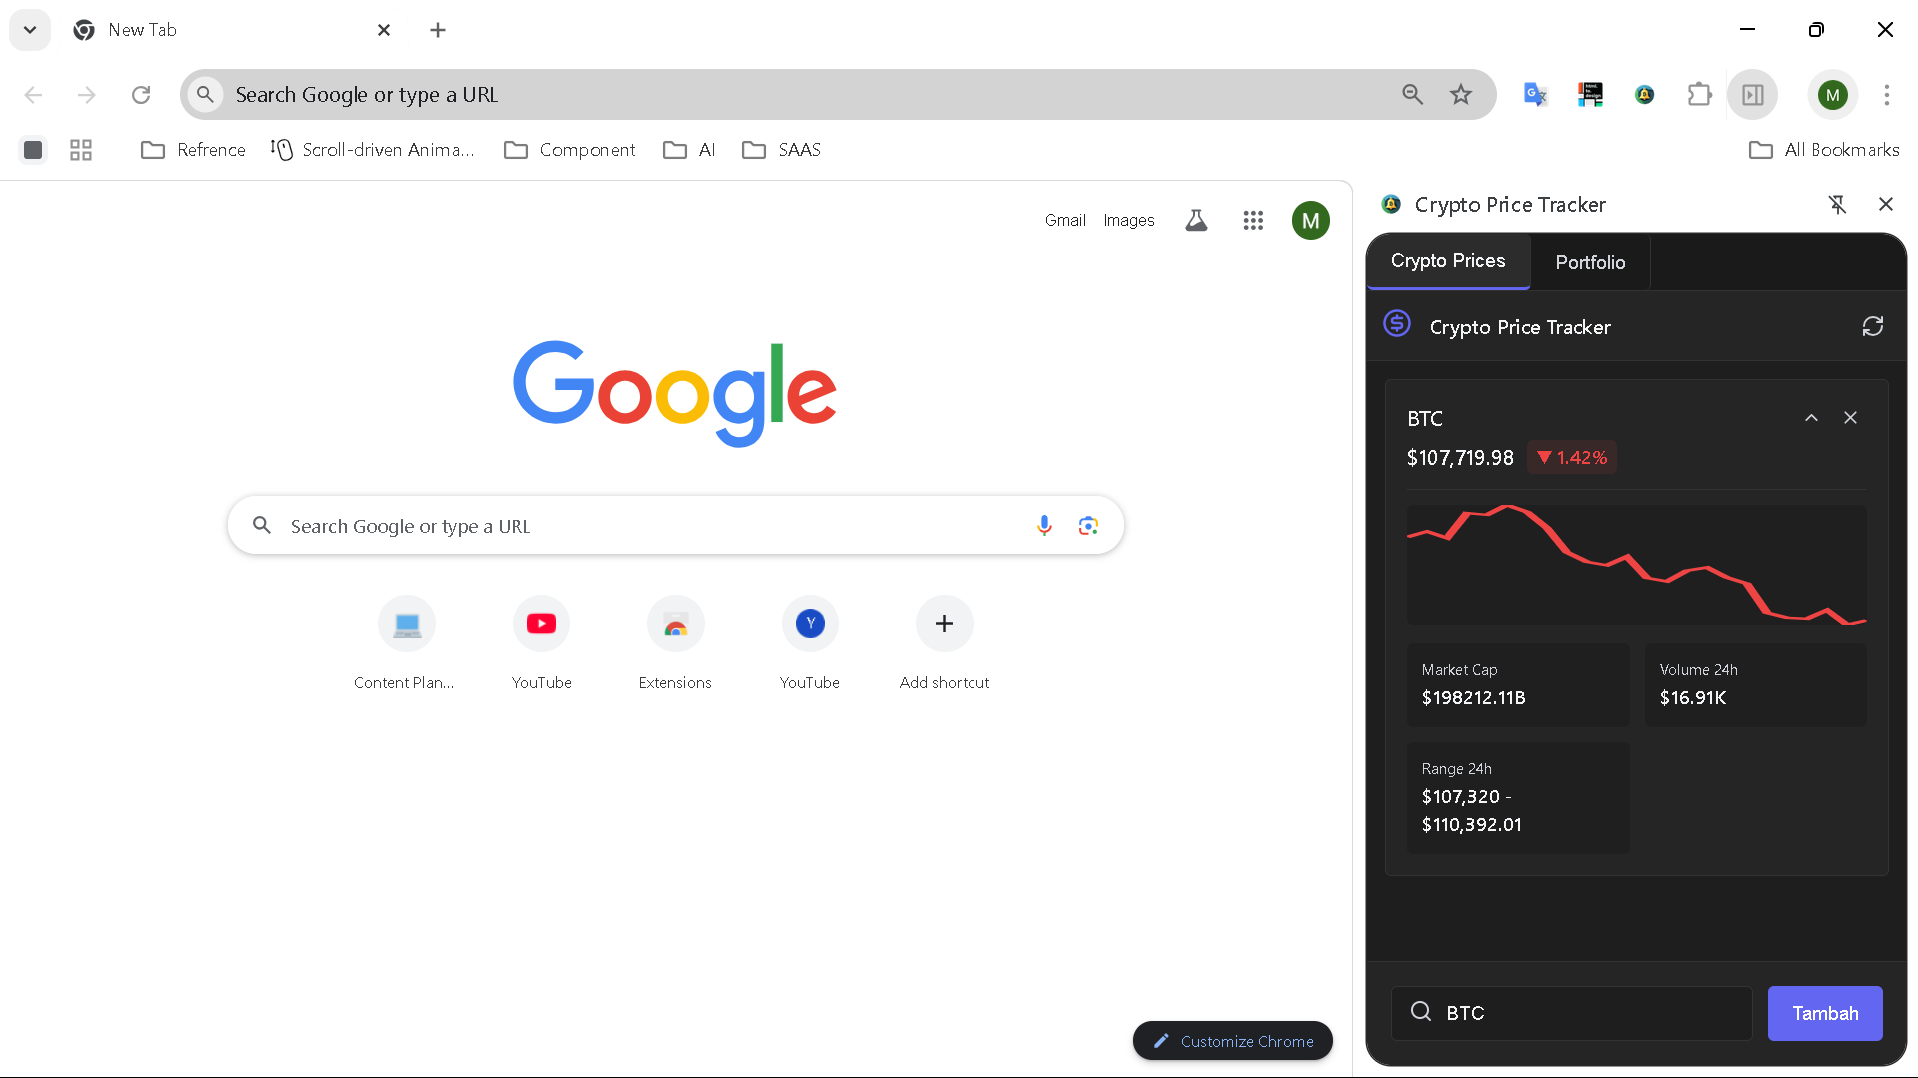 New Tab
Search Google or type a URL
M
Refrence
Scroll-driven Anima...
Component
AI
SAAS
All Bookmarks
Gmail
Images
M
Google
Search Google or type a URL
Content Plan...
YouTube
Extensions
Y
YouTube
Add shortcut
Customize Chrome
Crypto Price Tracker
Crypto Prices
Portfolio
Crypto Price Tracker
BTC
$107,719.98
▼ 1.42%
Market Cap
$198212.11B
Volume 24h
$16.91K
Range 24h
$107,320 -
$110,392.01
BTC
Tambah